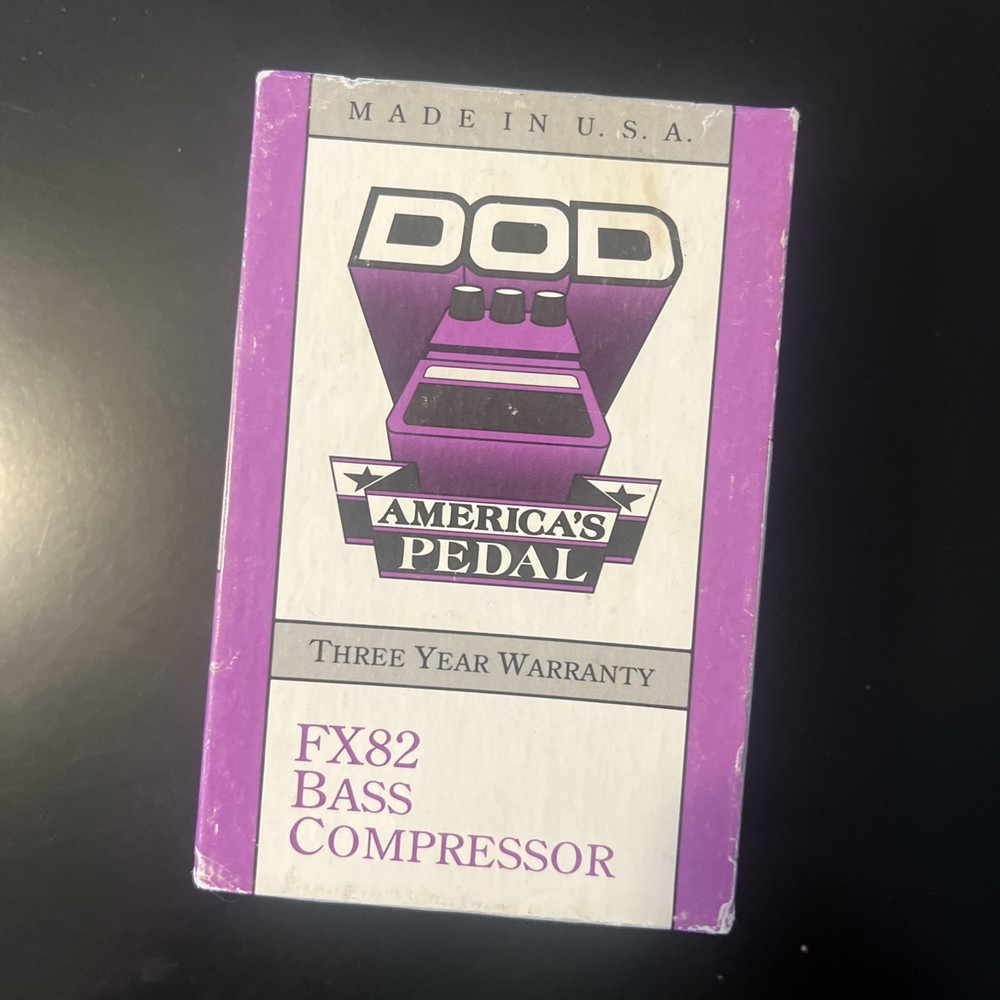 MADE IN U.S.A.
DOD
AMERICA'S
PEDAL
THREE YEAR WARRANTY
FX82
BASS
COMPRESSOR